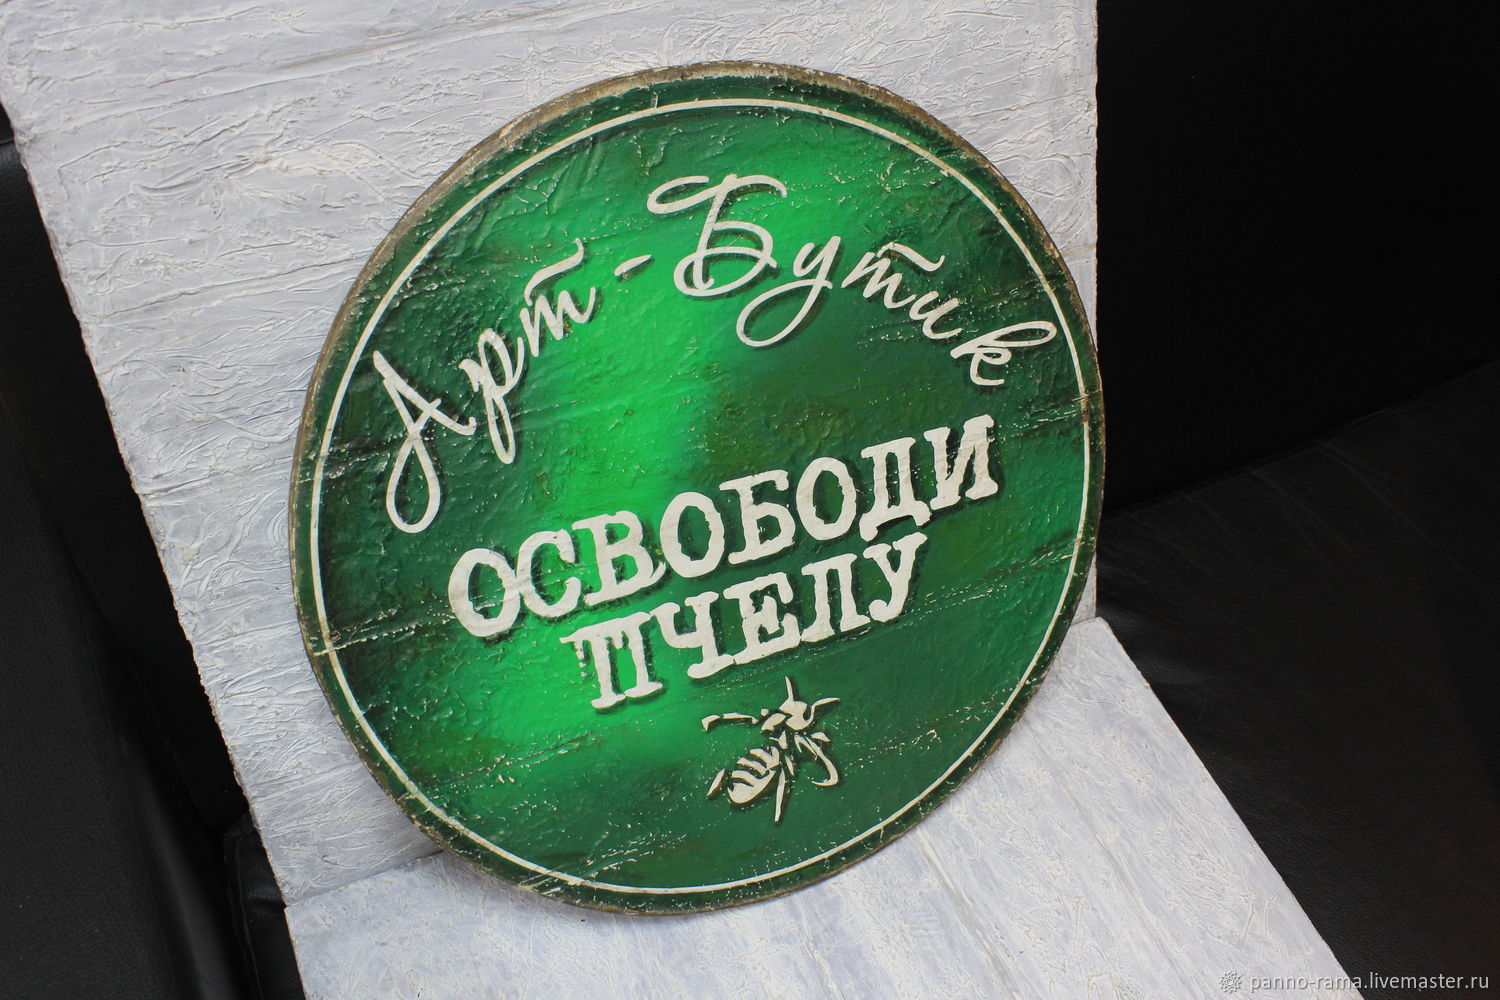 Арт-Бутик
ОСВОБОДИ
ПЧЕЛУ
panno-rama.livemaster.ru